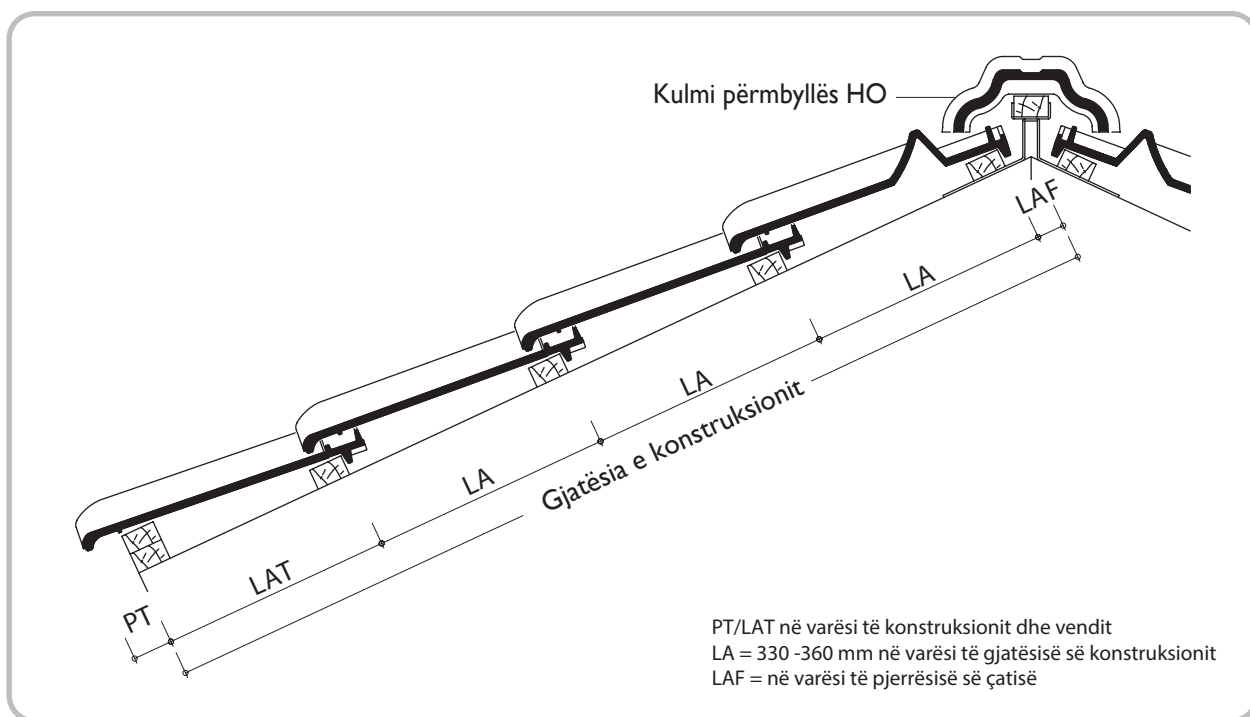 Kulmi përmbyllës HO
LAF
LA
LA
LA
Gjatësia e konstruksionit
LAT
PT
PT/LAT në varësi të konstruksionit dhe vendit
LA = 330 -360 mm në varësi të gjatësisë së konstruksionit
LAF = në varësi të pjerrësisë së çatisë